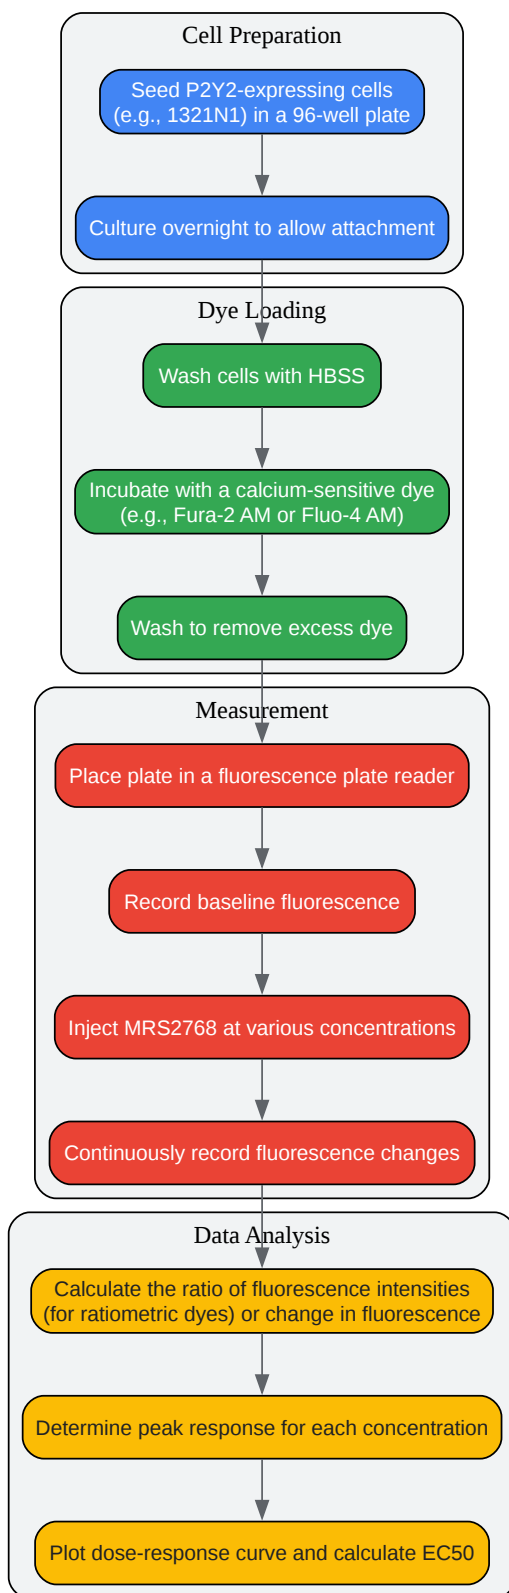 Cell Preparation
Seed P2Y2-expressing cells
(e.g., 1321N1) in a 96-well plate
Culture overnight to allow attachment
Dye Loading
Wash cells with HBSS
Incubate with a calcium-sensitive dye
(e.g., Fura-2 AM or Fluo-4 AM)
Wash to remove excess dye
Measurement
Place plate in a fluorescence plate reader
Record baseline fluorescence
Inject MRS2768 at various concentrations
Continuously record fluorescence changes
Data Analysis
Calculate the ratio of fluorescence intensities
(for ratiometric dyes) or change in fluorescence
Determine peak response for each concentration
Plot dose-response curve and calculate EC50